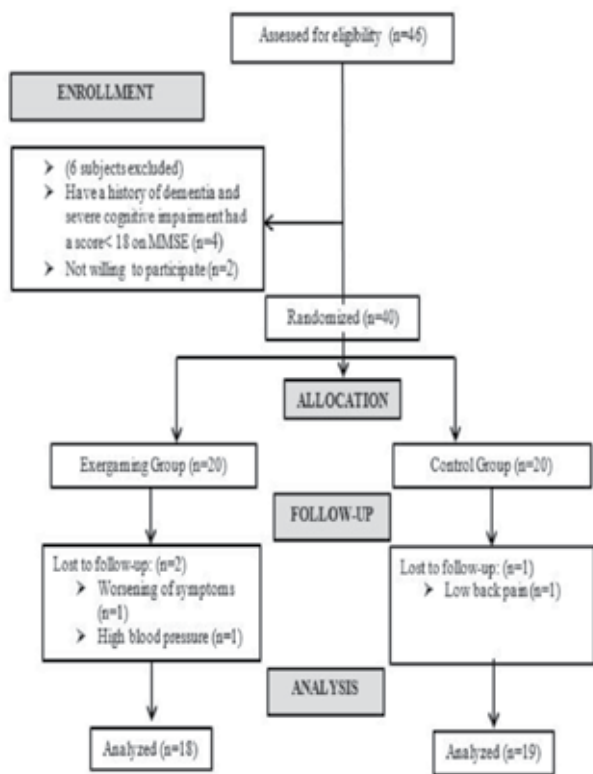 Assessed for eligibility (n=46)
ENROLLMENT
➢ (6 subjects excluded)
➢ Have a history of dementia and
severe cognitive impairment had
a score< 18 on MMSE (n=4)
➢ Not willing to participate (n=2)
Randomized (n=40)
ALLOCATION
Exergaming Group (n=20)
Control Group (n=20)
FOLLOW-UP
Lost to follow-up: (n=2)
➢ Worsening of symptoms
(n=1)
➢ High blood pressure (n=1)
Lost to follow-up: (n=1)
➢ Low back pain (n=1)
ANALYSIS
Analyzed (n=18)
Analyzed (n=19)